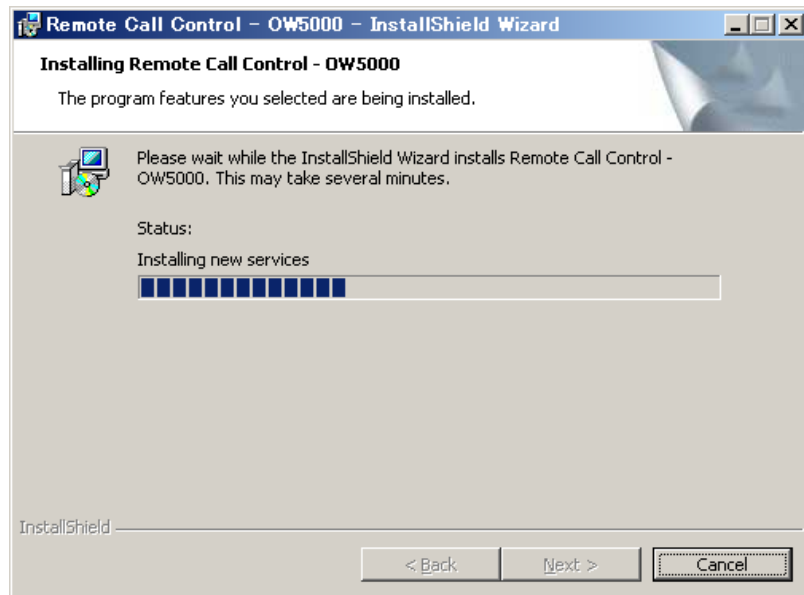 Remote Call Control - OW5000 - InstallShield Wizard
Installing Remote Call Control - OW5000
The program features you selected are being installed.
Please wait while the InstallShield Wizard installs Remote Call Control -
OW5000. This may take several minutes.
Status:
Installing new services
InstallShield
< Back Next > Cancel